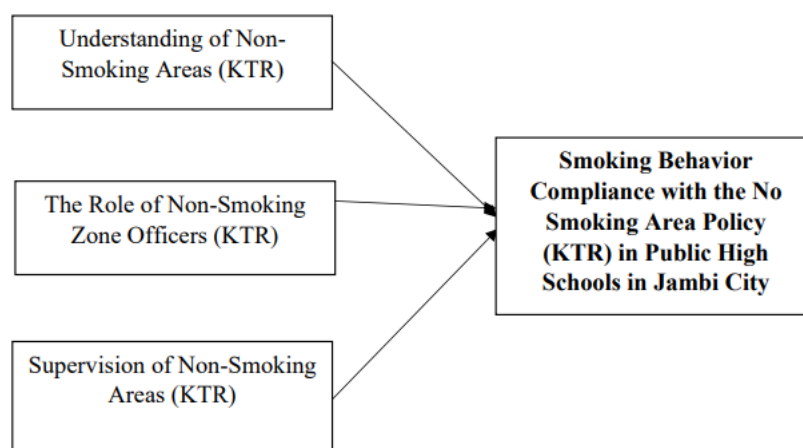 Understanding of Non-
Smoking Areas (KTR)
The Role of Non-Smoking
Zone Officers (KTR)
Supervision of Non-Smoking
Areas (KTR)
Smoking Behavior
Compliance with the No
Smoking Area Policy
(KTR) in Public High
Schools in Jambi City